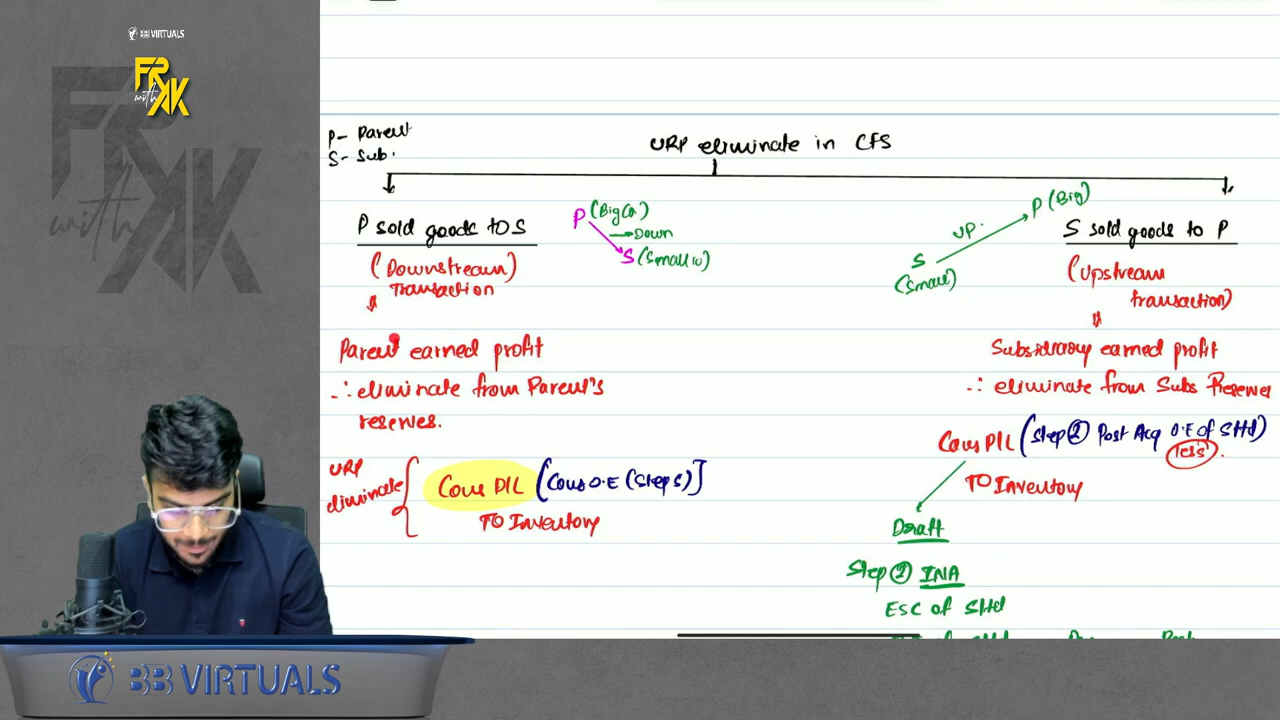 BB VIRTUALS
FR
with
AK
P- Parent
S- Sub.
URP eliminate in CFS
P sold goods to S
(Downstream)
Transaction
P (Big Co.)
→ Down
S (Small co)
UP.
P (Big)
S
(Small)
S sold goods to P
(Upstream
transaction)
Parent earned profit
∴ eliminate from Parent's
reserves.
Subsidiary earned profit
∴ eliminate from Subs Reserves
URP
eliminate
Cons P/L (Cons O.E (Step 5)]
TO Inventory
Cons P/L (Step ② Post Acq O.E of SHd)
less.
TO Inventory
Draft
Step ② INA
ESC of SHd
BB VIRTUALS